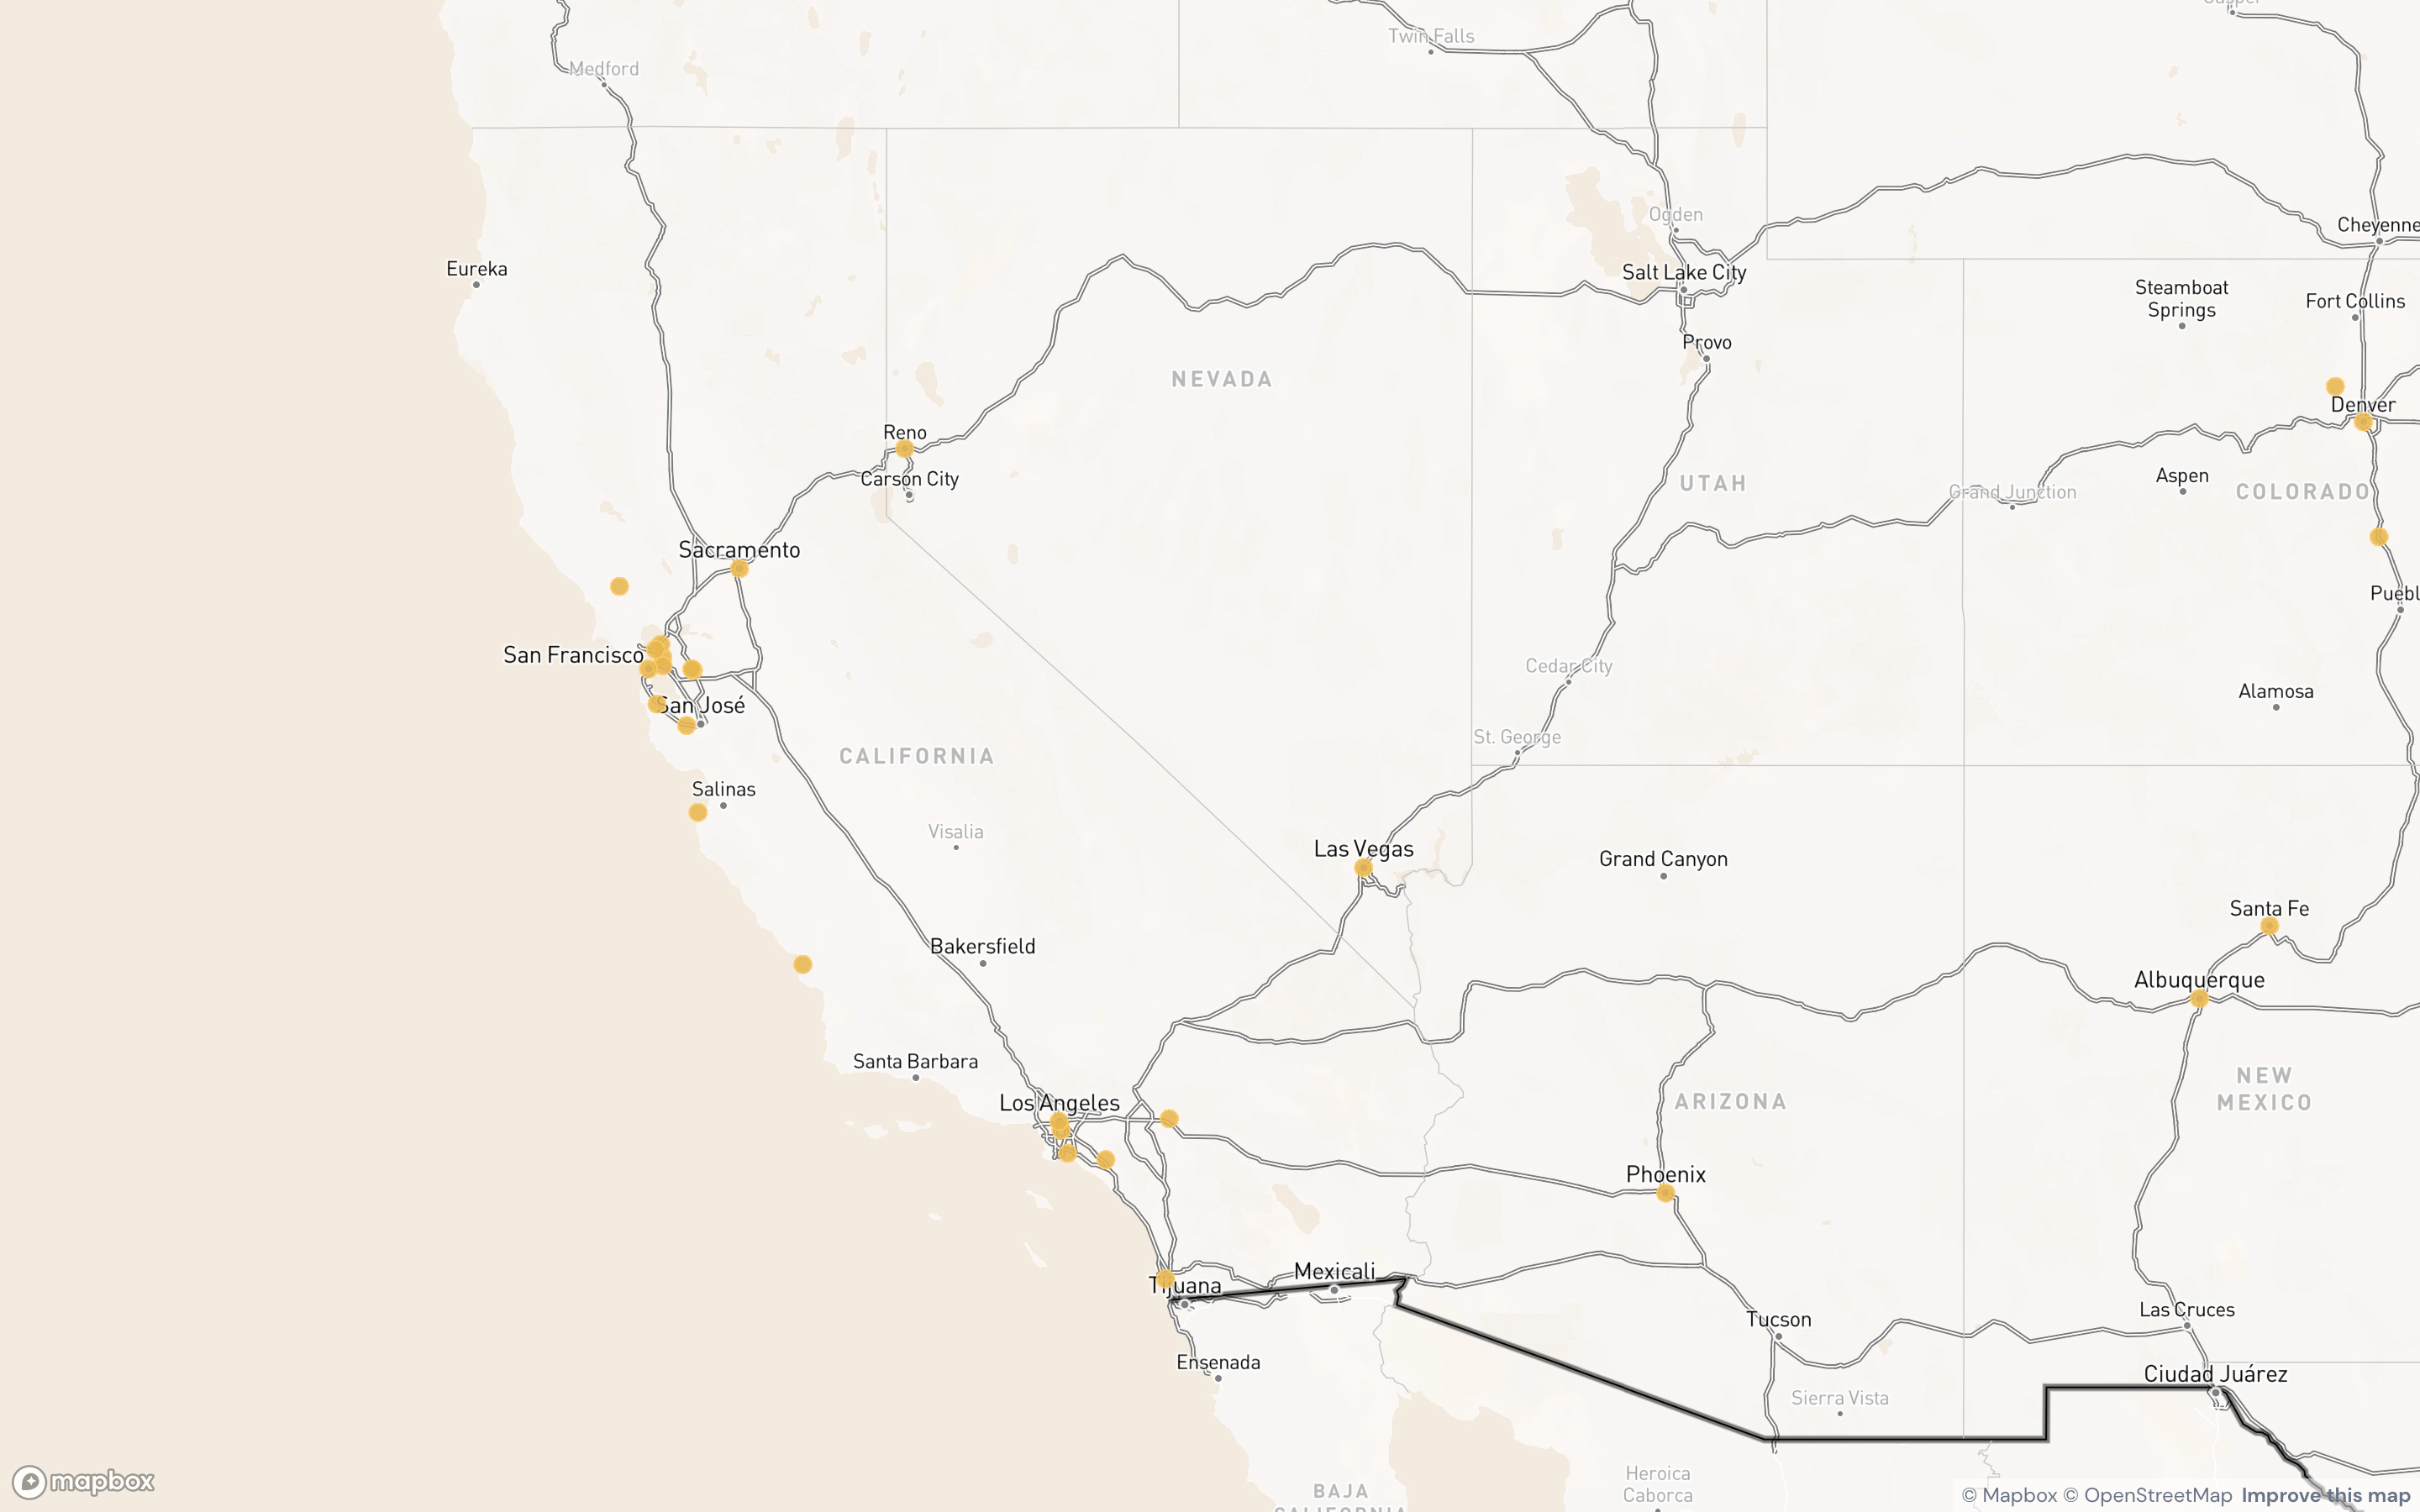 Casper
Twin Falls
Medford
Ogden
Cheyenne
Eureka
Salt Lake City
Steamboat
Springs
Fort Collins
Provo
NEVADA
Denver
Reno
Carson City
UTAH
Aspen
Grand Junction
COLORADO
Sacramento
Puebl
San Francisco
Cedar City
San José
Alamosa
St. George
CALIFORNIA
Salinas
Visalia
Las Vegas
Grand Canyon
Santa Fe
Bakersfield
Albuquerque
Santa Barbara
NEW
MEXICO
Los Angeles
ARIZONA
Phoenix
Tijuana
Mexicali
Las Cruces
Tucson
Ensenada
Ciudad Juárez
Sierra Vista
Heroica
Caborca
BAJA
CALIFORNIA
mapbox
© Mapbox © OpenStreetMap Improve this map